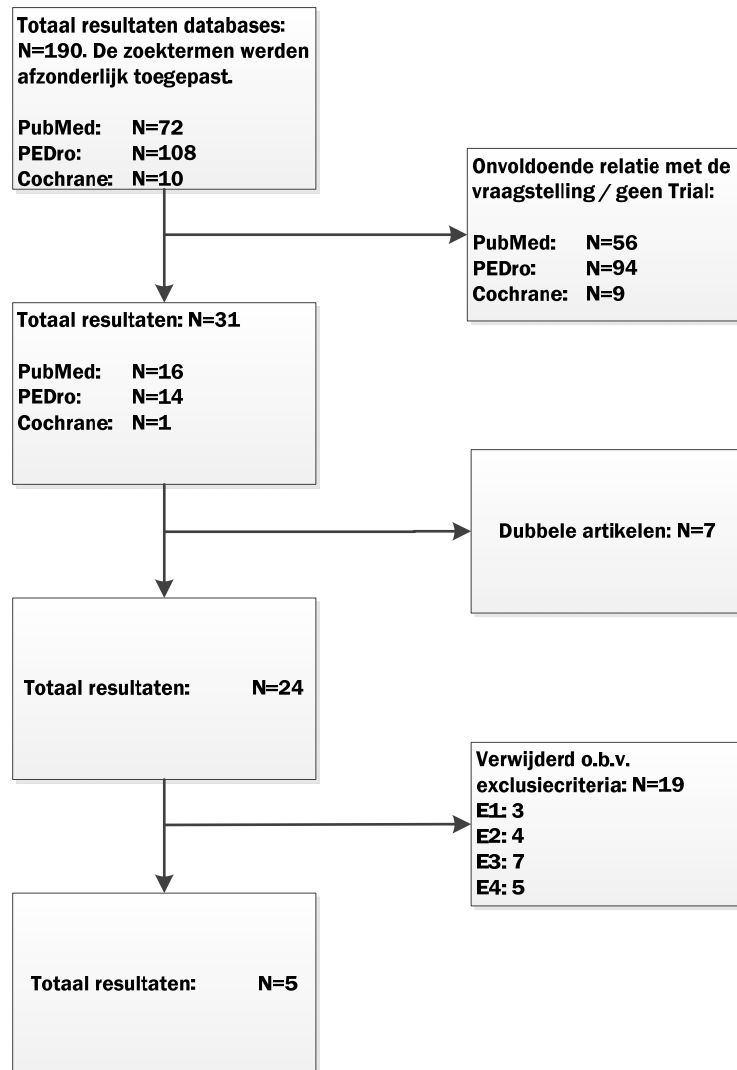 Totaal resultaten databases:
N=190. De zoektermen werden
afzonderlijk toegepast.
PubMed: N=72
PEDro: N=108
Cochrane: N=10
Onvoldoende relatie met de
vraagstelling / geen Trial:
PubMed: N=56
PEDro: N=94
Cochrane: N=9
Totaal resultaten: N=31
PubMed: N=16
PEDro: N=14
Cochrane: N=1
Dubbele artikelen: N=7
Totaal resultaten: N=24
Verwijderd o.b.v.
exclusiecriteria: N=19
E1: 3
E2: 4
E3: 7
E4: 5
Totaal resultaten: N=5